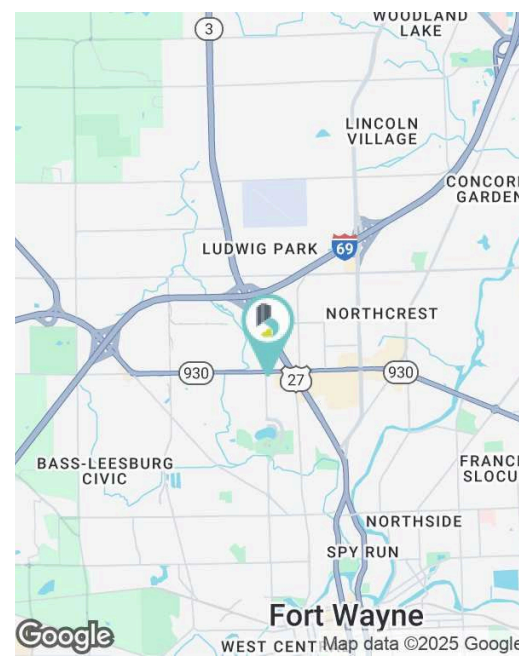 WOODLAND
LAKE
3
LINCOLN
VILLAGE
CONCOR
GARDEN
LUDWIG PARK
69
NORTHCREST
930
27
930
BASS-LEESBURG
CIVIC
FRANC
SLOCU
NORTHSIDE
SPY RUN
Fort Wayne
Google
WEST CENT
Map data ©2025 Google